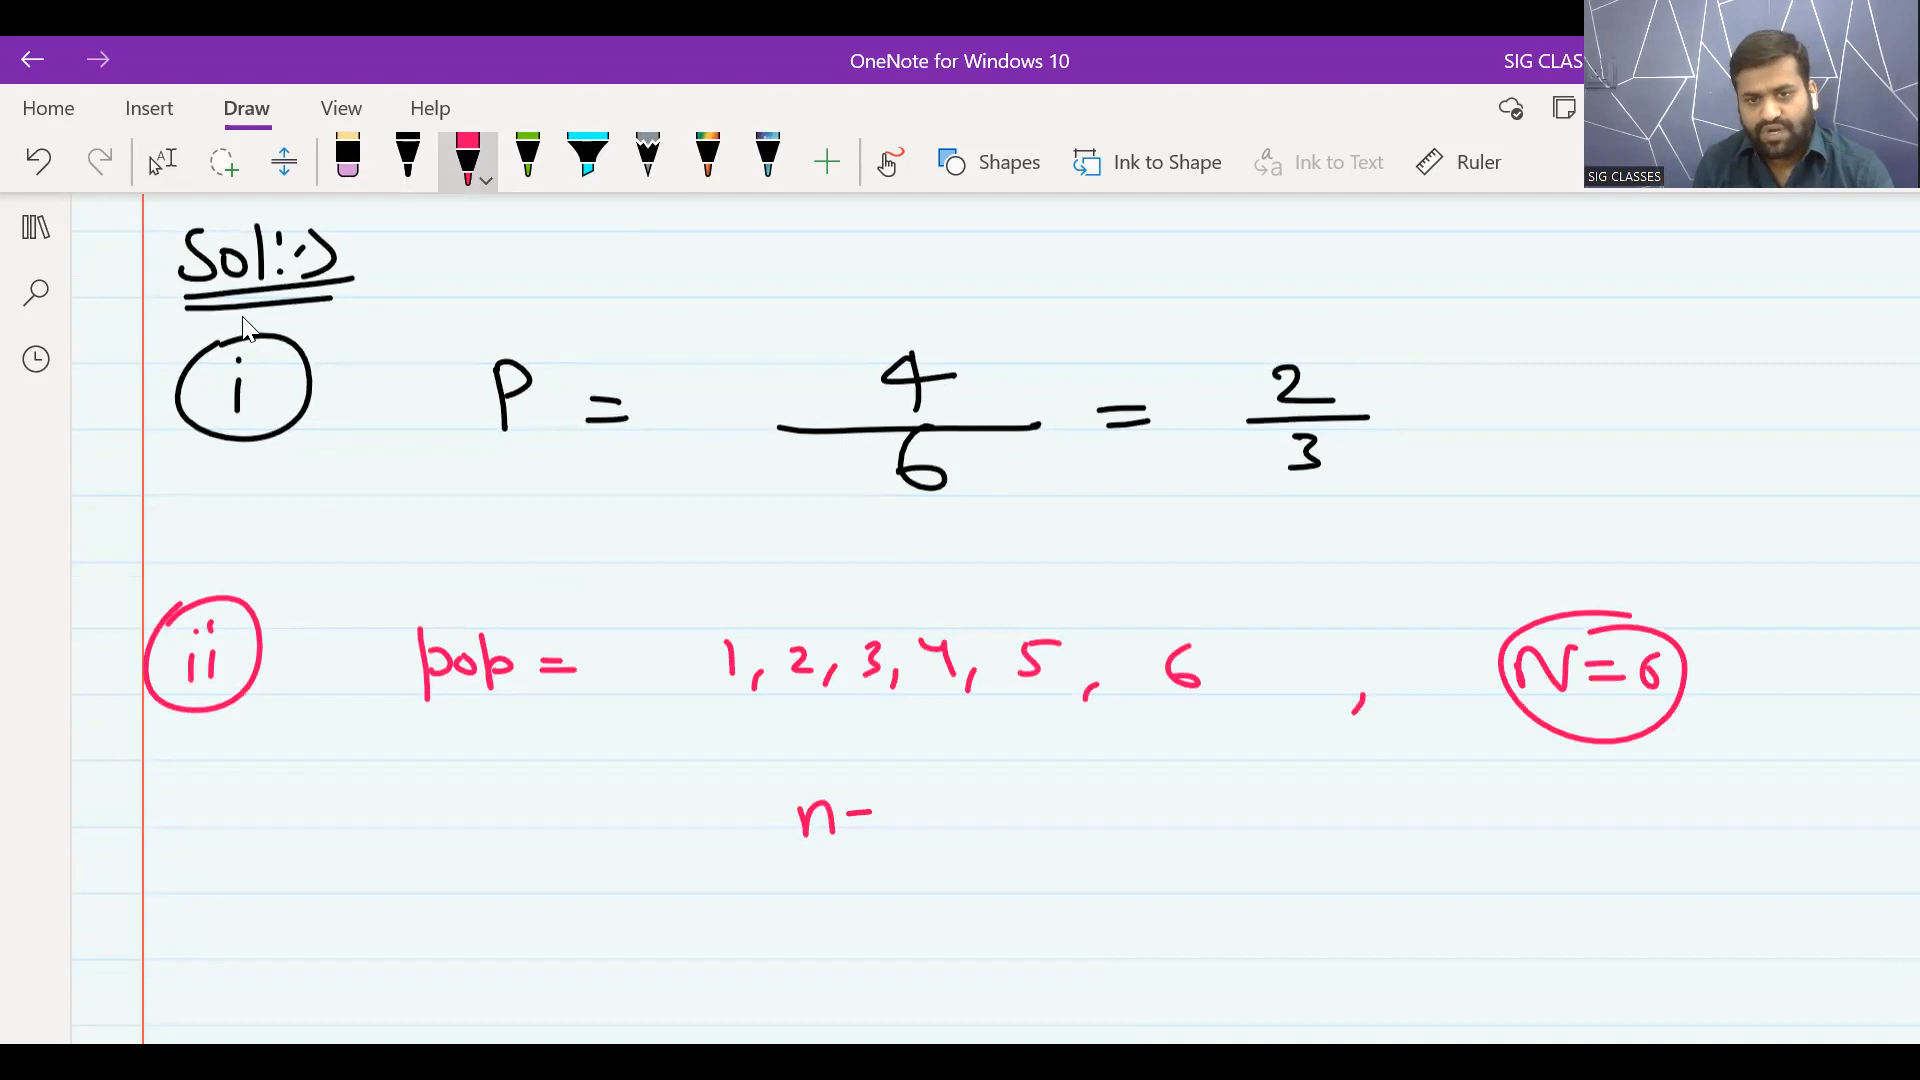 OneNote for Windows 10
SIG CLAS
Home Insert Draw View Help
Shapes Ink to Shape Ink to Text Ruler
SIG CLASSES
Sol:->
i P = 4/6 = 2/3
ii pop = 1, 2, 3, 4, 5, 6 , N=6
n-